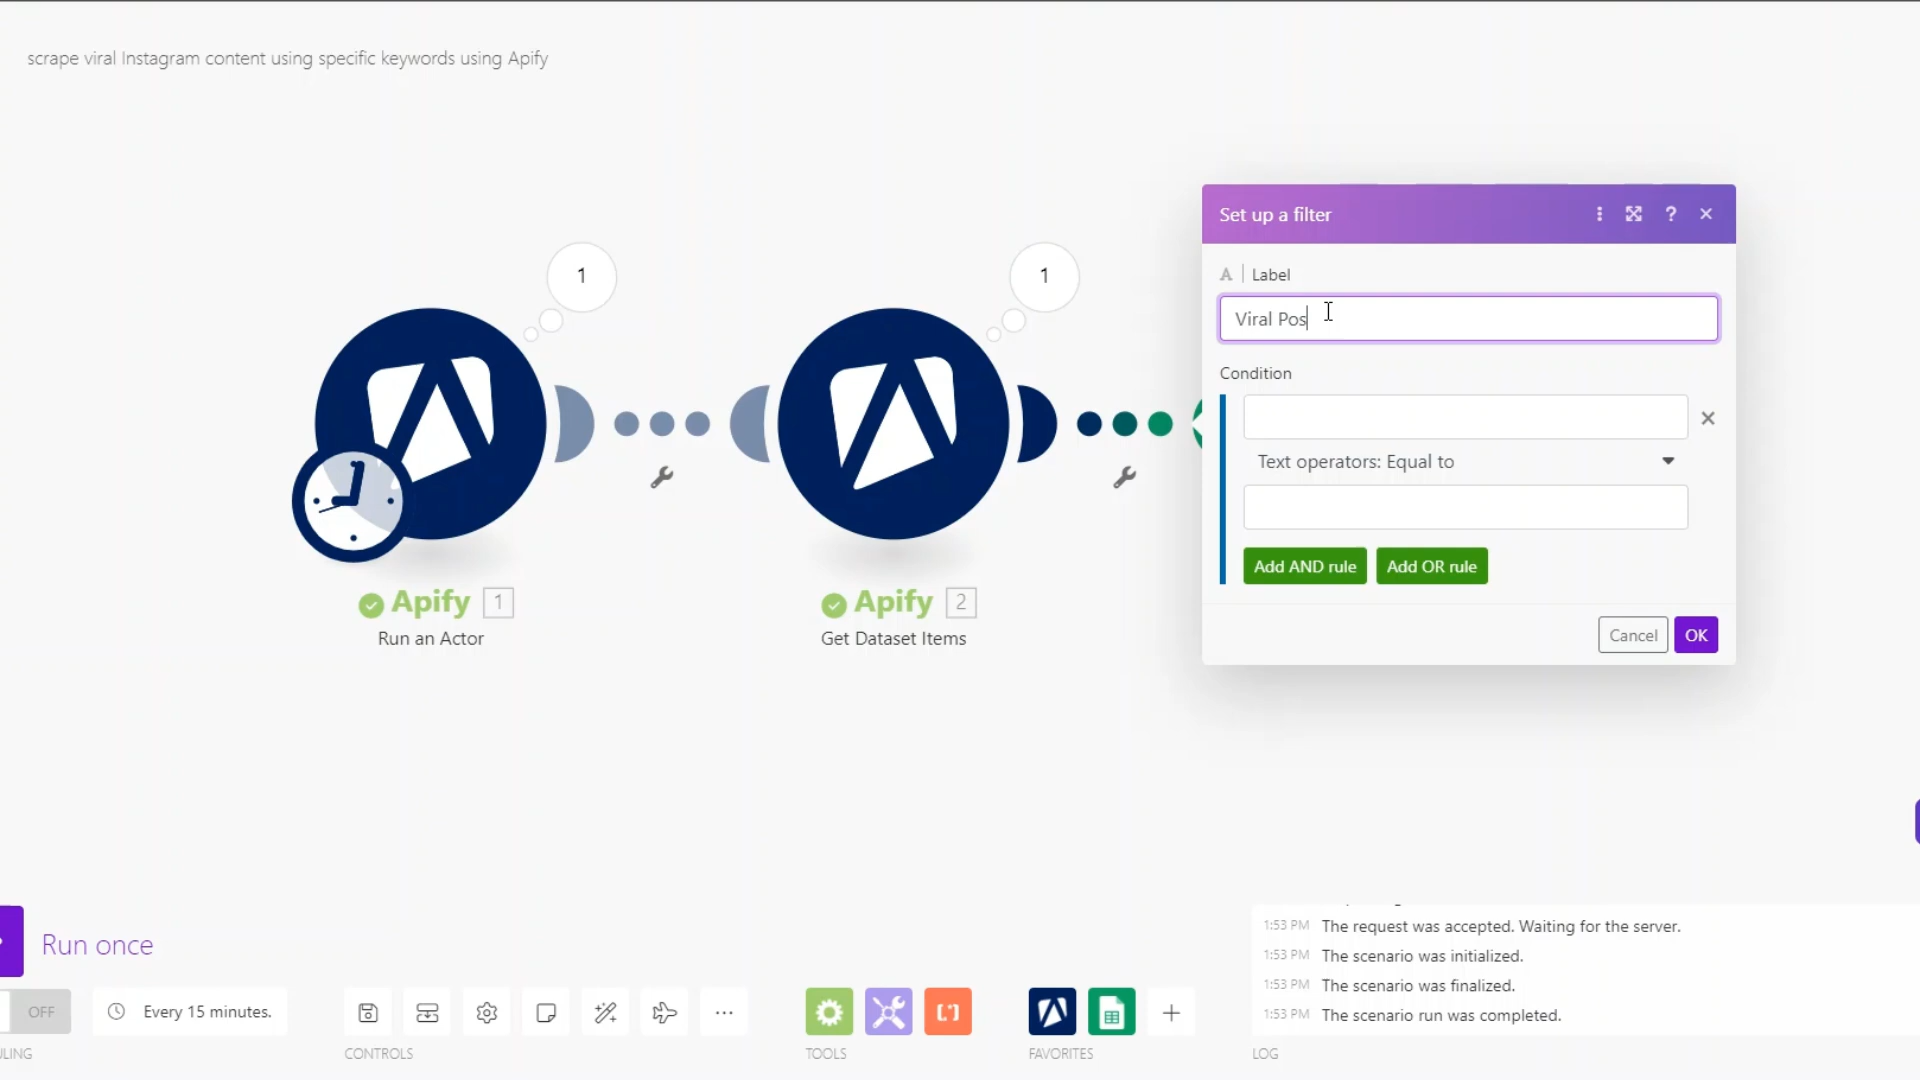 scrape viral Instagram content using specific keywords using Apify
Set up a filter
?
A Label
Viral Pos
Condition
Text operators: Equal to
Add AND rule
Add OR rule
Cancel
OK
1
1
Apify 1
Run an Actor
Apify 2
Get Dataset Items
Run once
OFF
Every 15 minutes.
ULING
CONTROLS
TOOLS
FAVORITES
1:53 PM The request was accepted. Waiting for the server.
1:53 PM The scenario was initialized.
1:53 PM The scenario was finalized.
1:53 PM The scenario run was completed.
LOG